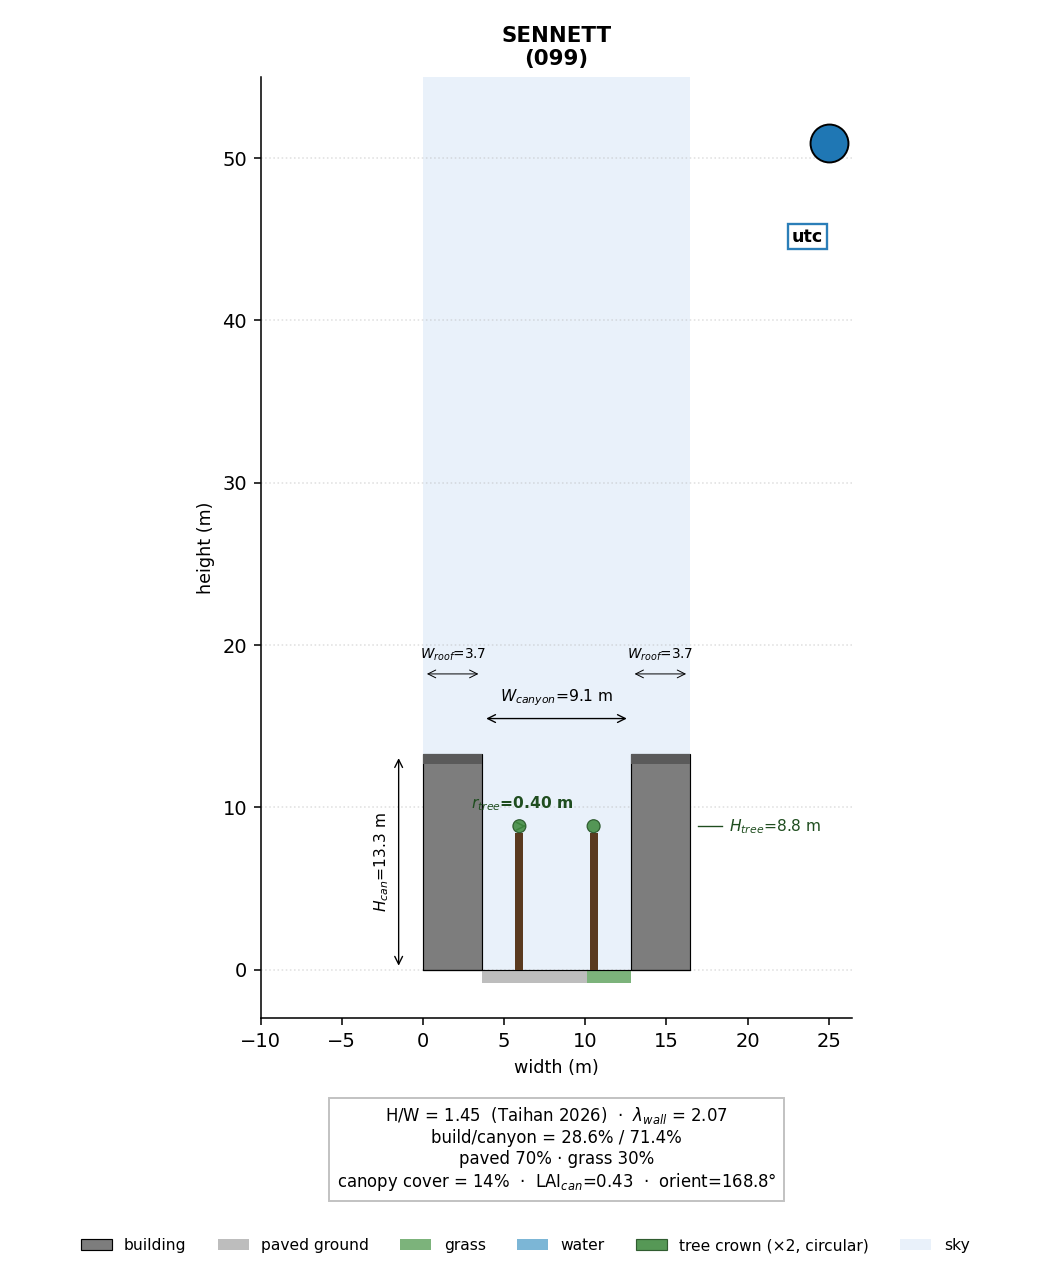 SENNETT
(099)
50
utc
40
height (m)
30
20
W_roof=3.7
W_roof=3.7
W_canyon=9.1 m
H_can=13.3 m
10
r_tree=0.40 m
H_tree=8.8 m
0
−10 −5 0 5 10 15 20 25
width (m)
H/W = 1.45 (Taihan 2026) · λ_wall = 2.07
build/canyon = 28.6% / 71.4%
paved 70% · grass 30%
canopy cover = 14% · LAI_can=0.43 · orient=168.8°
building paved ground grass water tree crown (×2, circular) sky